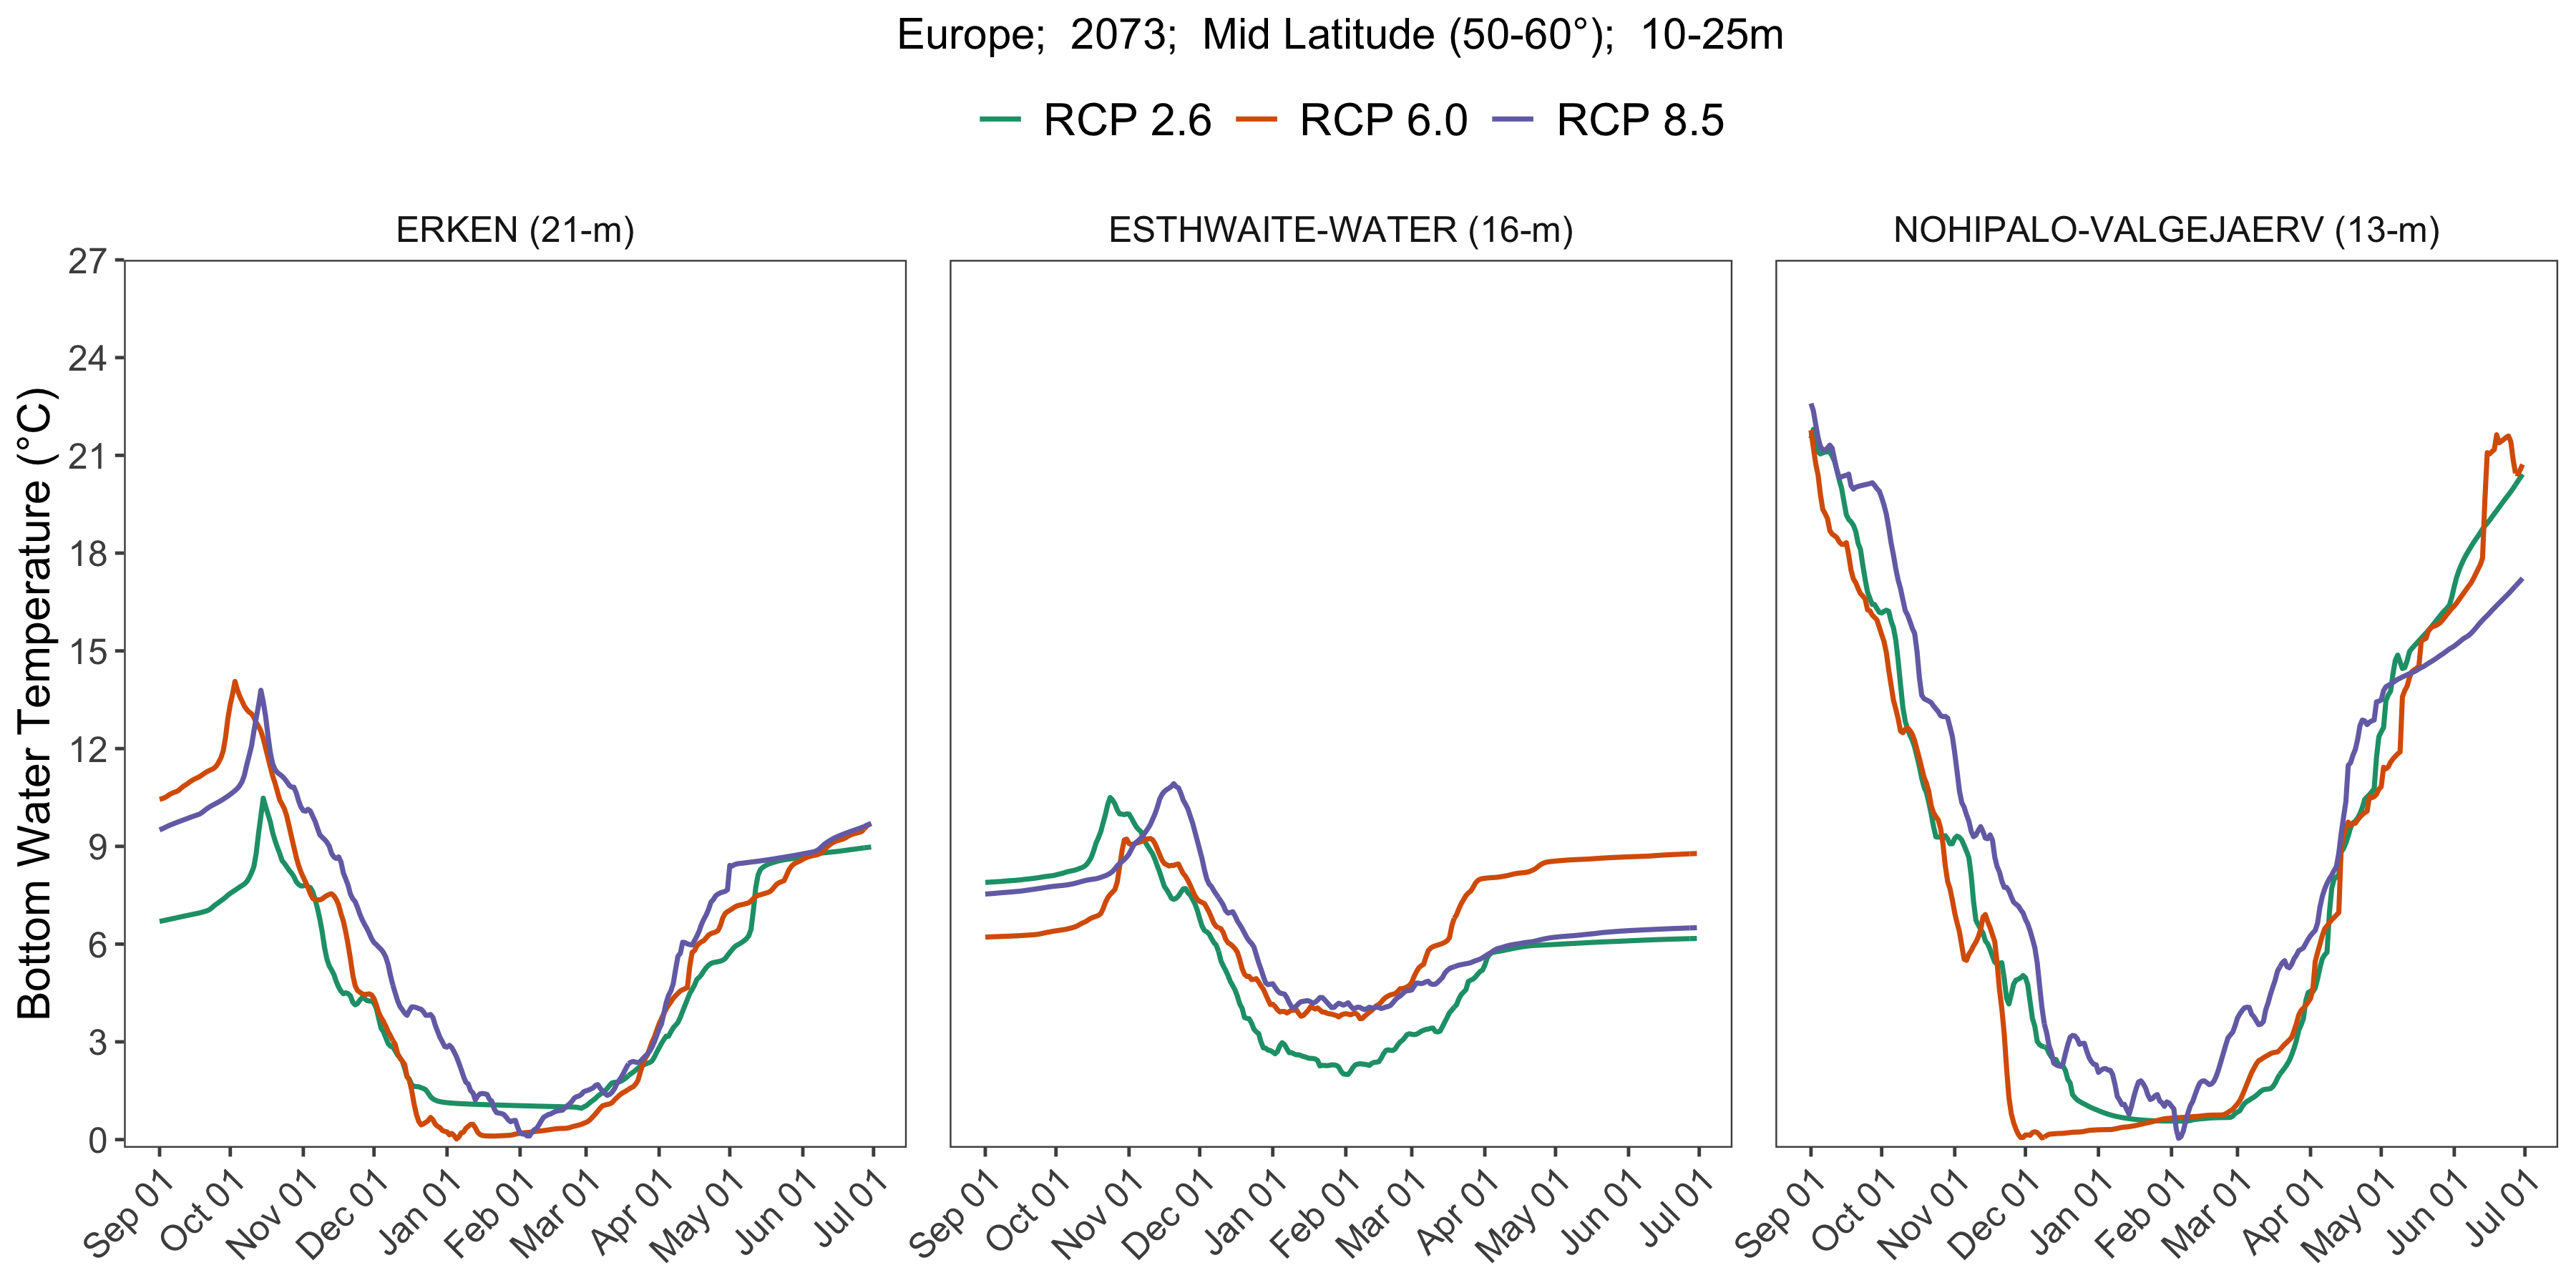 Europe;  2073;  Mid Latitude (50-60°);  10-25m
RCP 2.6 RCP 6.0 RCP 8.5
ERKEN (21-m) ESTHWAITE-WATER (16-m) NOHIPALO-VALGEJAERV (13-m)
Bottom Water Temperature (°C)
27
24
21
18
15
12
9
6
3
0
Sep 01 Oct 01 Nov 01 Dec 01 Jan 01 Feb 01 Mar 01 Apr 01 May 01 Jun 01 Jul 01
Sep 01 Oct 01 Nov 01 Dec 01 Jan 01 Feb 01 Mar 01 Apr 01 May 01 Jun 01 Jul 01
Sep 01 Oct 01 Nov 01 Dec 01 Jan 01 Feb 01 Mar 01 Apr 01 May 01 Jun 01 Jul 01